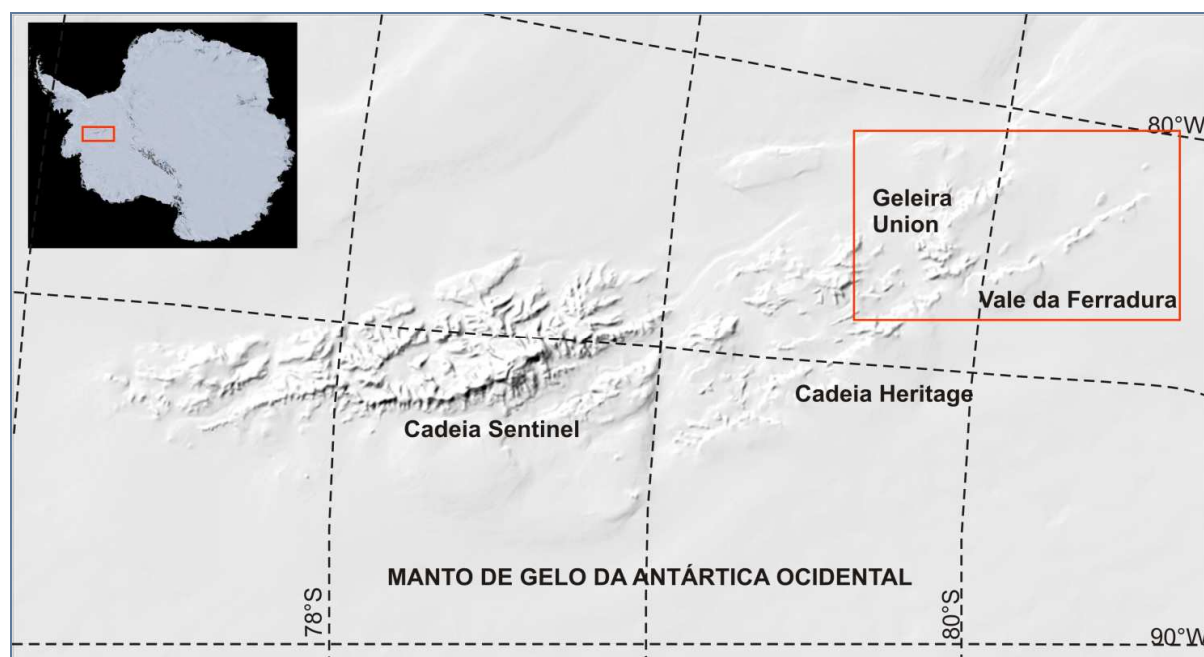 80°W
Geleira
Union
Vale da Ferradura
Cadeia Heritage
Cadeia Sentinel
MANTO DE GELO DA ANTÁRTICA OCIDENTAL
78°S
80°S
90°W